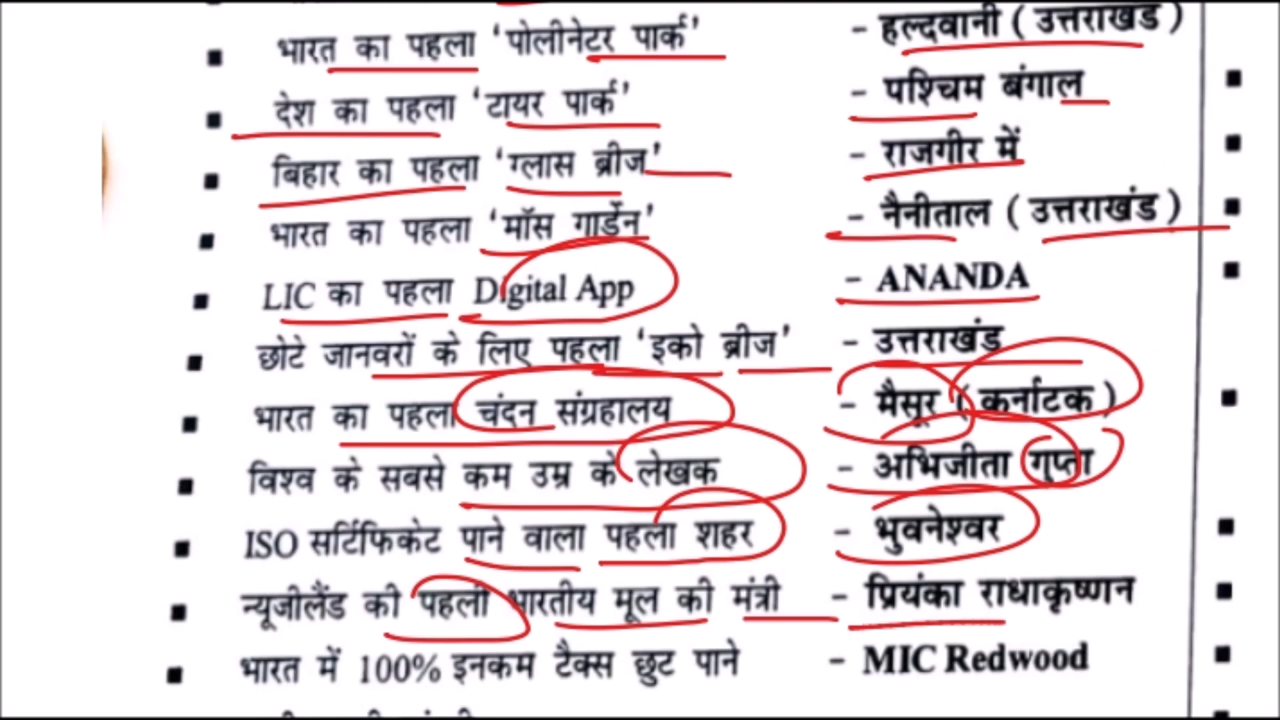 ▪ भारत का पहला ‘पोलीनेटर पार्क’ – हल्दवानी ( उत्तराखंड )
▪ देश का पहला ‘टायर पार्क’ – पश्चिम बंगाल
▪ बिहार का पहला ‘ग्लास ब्रीज’ – राजगीर में
▪ भारत का पहला ‘मॉस गार्डेन’ – नैनीताल ( उत्तराखंड )
▪ LIC का पहला Digital App – ANANDA
▪ छोटे जानवरों के लिए पहला ‘इको ब्रीज’ – उत्तराखंड
▪ भारत का पहला चंदन संग्रहालय – मैसूर ( कर्नाटक )
▪ विश्व के सबसे कम उम्र के लेखक – अभिजीता गुप्ता
▪ ISO सर्टिफिकेट पाने वाला पहला शहर – भुवनेश्वर
▪ न्यूजीलैंड की पहली भारतीय मूल की मंत्री – प्रियंका राधाकृष्णन
▪ भारत में 100% इनकम टैक्स छुट पाने – MIC Redwood